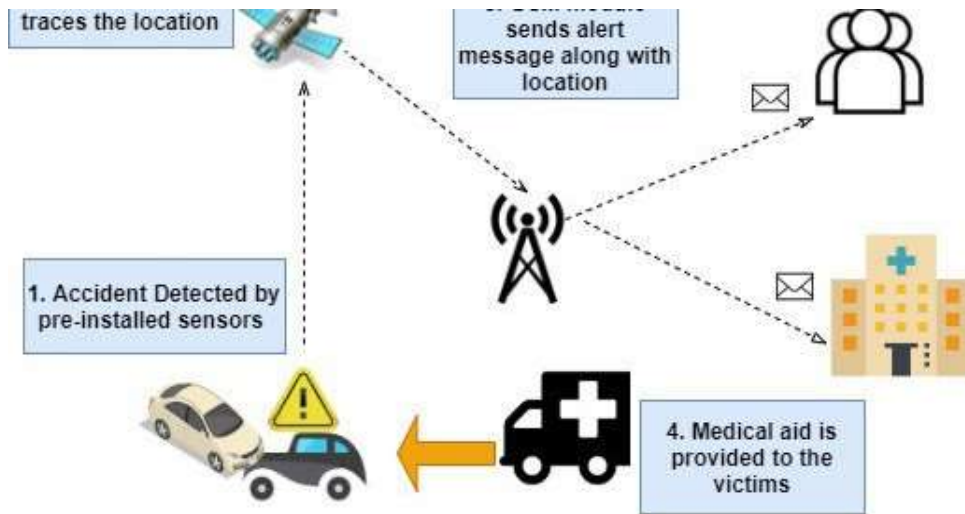 traces the location
sends alert
message along with
location
1. Accident Detected by
pre-installed sensors
4. Medical aid is
provided to the
victims